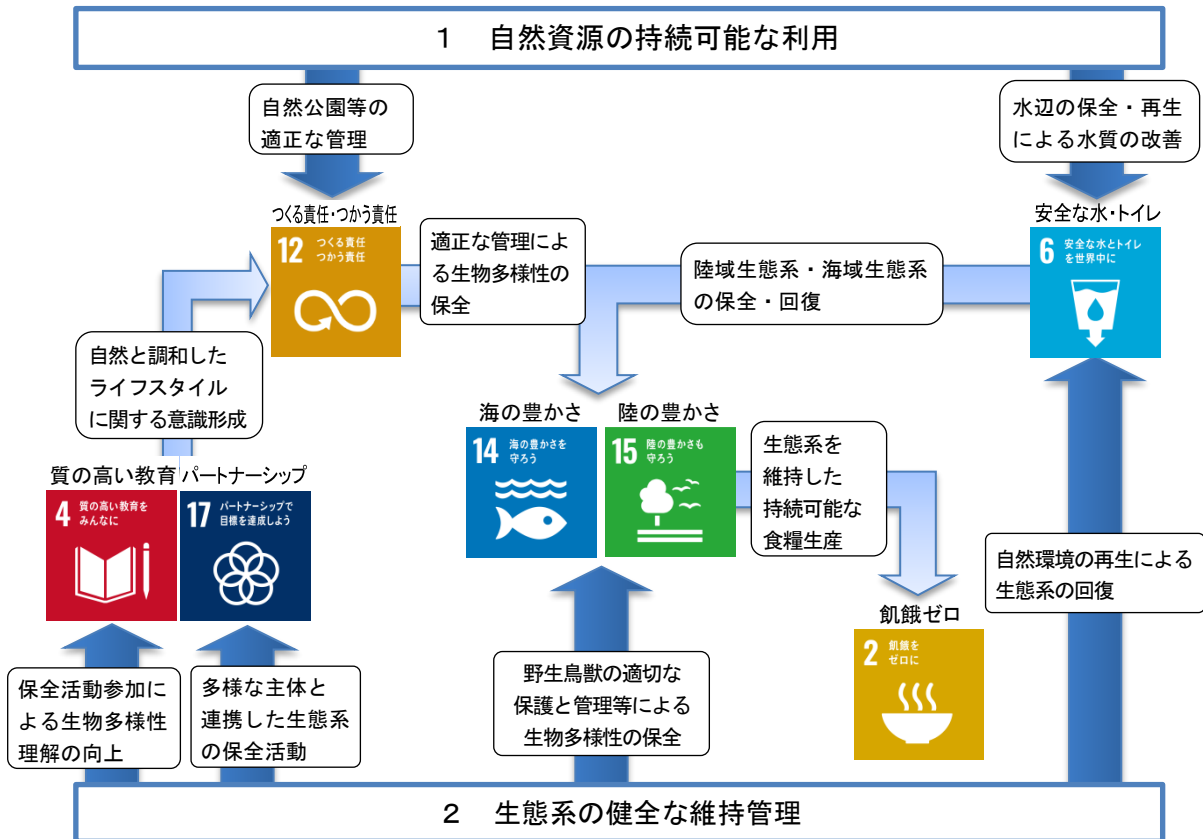 １　自然資源の持続可能な利用
自然公園等の
適正な管理
水辺の保全・再生
による水質の改善
つくる責任・つかう責任
12 つくる責任
つかう責任
適正な管理によ
る生物多様性の
保全
陸域生態系・海域生態系
の保全・回復
安全な水・トイレ
6 安全な水とトイレ
を世界中に
自然と調和した
ライフスタイル
に関する意識形成
海の豊かさ
陸の豊かさ
14 海の豊かさを
守ろう
15 陸の豊かさも
守ろう
生態系を
維持した
持続可能な
食糧生産
質の高い教育
パートナーシップ
4 質の高い教育を
みんなに
17 パートナーシップで
目標を達成しよう
自然環境の再生による
生態系の回復
飢餓ゼロ
2 飢餓を
ゼロに
保全活動参加に
よる生物多様性
理解の向上
多様な主体と
連携した生態系
の保全活動
野生鳥獣の適切な
保護と管理等による
生物多様性の保全
２　生態系の健全な維持管理